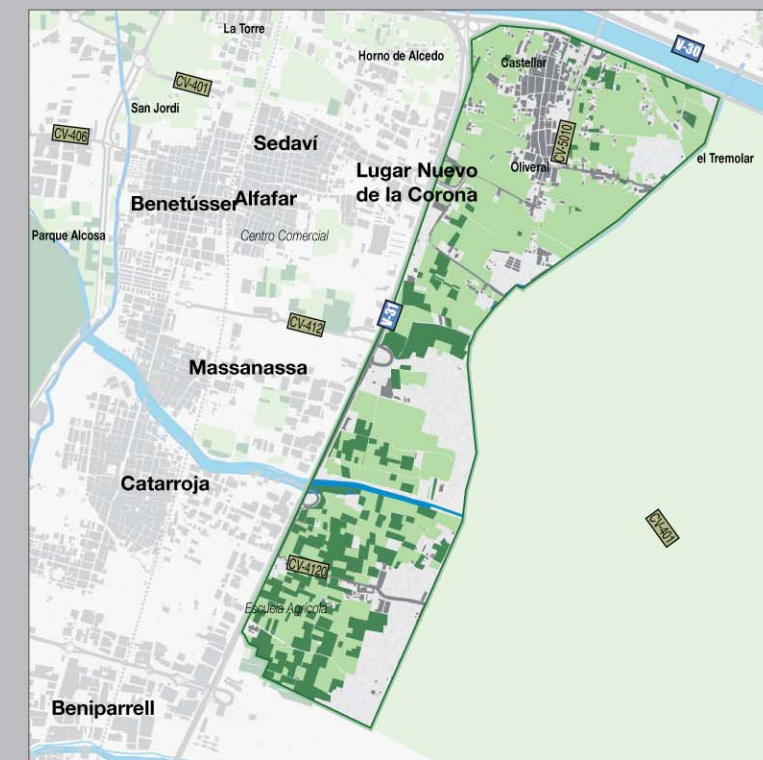 La Torre
Castellar
V-30
Horno de Alcedo
CV-401
San Jordi
CV-406
Sedaví
CV-5010
Oliveral
el Tremolar
Lugar Nuevo
de la Corona
Benetússer
Alfafar
Parque Alcosa
Centro Comercial
V-31
CV-412
Massanassa
Catarroja
CV-401
CV-4120
Escuela Agrícola
Beniparrell